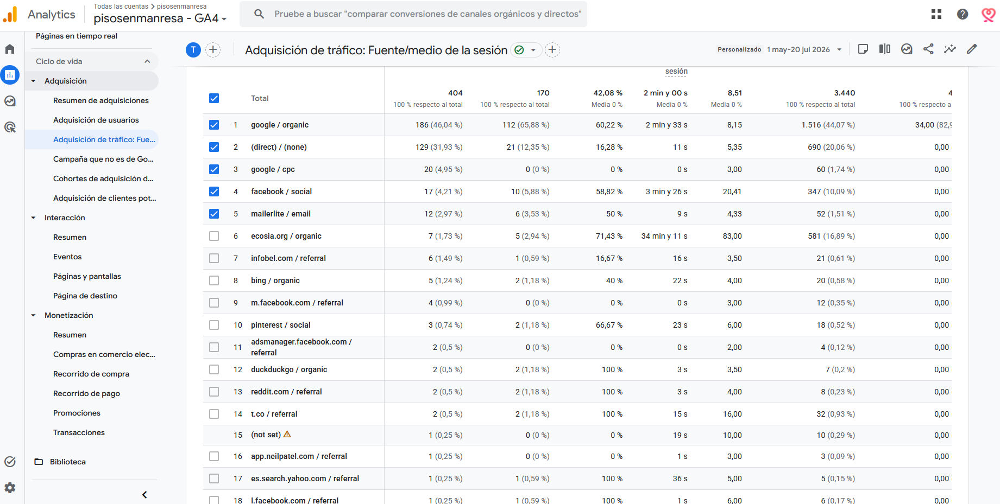 Analytics
Todas las cuentas > pisosenmanresa
pisosenmanresa - GA4
Pruebe a buscar "comparar conversiones de canales orgánicos y directos"
Páginas en tiempo real
Ciclo de vida
Adquisición
Resumen de adquisiciones
Adquisición de usuarios
Adquisición de tráfico: Fue...
Campaña que no es de Go...
Cohortes de adquisición d...
Adquisición de clientes pot...
Interacción
Resumen
Eventos
Páginas y pantallas
Página de destino
Monetización
Resumen
Compras en comercio elec...
Recorrido de compra
Recorrido de pago
Promociones
Transacciones
Biblioteca
T
Adquisición de tráfico: Fuente/medio de la sesión
Personalizado 1 may-20 jul 2026
sesión
Total 404 170 42,08 % 2 min y 00 s 8,51 3.440 4
100 % respecto al total 100 % respecto al total Media 0 % Media 0 % Media 0 % 100 % respecto al total 100 % respecto a
1 google / organic 186 (46,04 %) 112 (65,88 %) 60,22 % 2 min y 33 s 8,15 1.516 (44,07 %) 34,00 (82,9
2 (direct) / (none) 129 (31,93 %) 21 (12,35 %) 16,28 % 11 s 5,35 690 (20,06 %) 0,00
3 google / cpc 20 (4,95 %) 0 (0 %) 0 % 0 s 3,00 60 (1,74 %) 0,00
4 facebook / social 17 (4,21 %) 10 (5,88 %) 58,82 % 3 min y 26 s 20,41 347 (10,09 %) 0,00
5 mailerlite / email 12 (2,97 %) 6 (3,53 %) 50 % 9 s 4,33 52 (1,51 %) 0,00
6 ecosia.org / organic 7 (1,73 %) 5 (2,94 %) 71,43 % 34 min y 11 s 83,00 581 (16,89 %) 0,00
7 infobel.com / referral 6 (1,49 %) 1 (0,59 %) 16,67 % 16 s 3,50 21 (0,61 %) 0,00
8 bing / organic 5 (1,24 %) 2 (1,18 %) 40 % 22 s 4,00 20 (0,58 %) 0,00
9 m.facebook.com / referral 4 (0,99 %) 0 (0 %) 0 % 0 s 3,00 12 (0,35 %) 0,00
10 pinterest / social 3 (0,74 %) 2 (1,18 %) 66,67 % 23 s 6,00 18 (0,52 %) 0,00
11 adsmanager.facebook.com / referral 2 (0,5 %) 0 (0 %) 0 % 0 s 2,00 4 (0,12 %) 0,00
12 duckduckgo / organic 2 (0,5 %) 2 (1,18 %) 100 % 3 s 3,50 7 (0,2 %) 0,00
13 reddit.com / referral 2 (0,5 %) 2 (1,18 %) 100 % 3 s 4,00 8 (0,23 %) 0,00
14 t.co / referral 2 (0,5 %) 2 (1,18 %) 100 % 15 s 16,00 32 (0,93 %) 0,00
15 (not set) 1 (0,25 %) 0 (0 %) 0 % 19 s 10,00 10 (0,29 %) 0,00
16 app.neilpatel.com / referral 1 (0,25 %) 0 (0 %) 0 % 1 s 3,00 3 (0,09 %) 0,00
17 es.search.yahoo.com / referral 1 (0,25 %) 1 (0,59 %) 100 % 36 s 5,00 5 (0,15 %) 0,00
18 l.facebook.com / referral 1 (0,25 %) 1 (0,59 %) 100 % 1 s 6,00 6 (0,17 %) 0,00